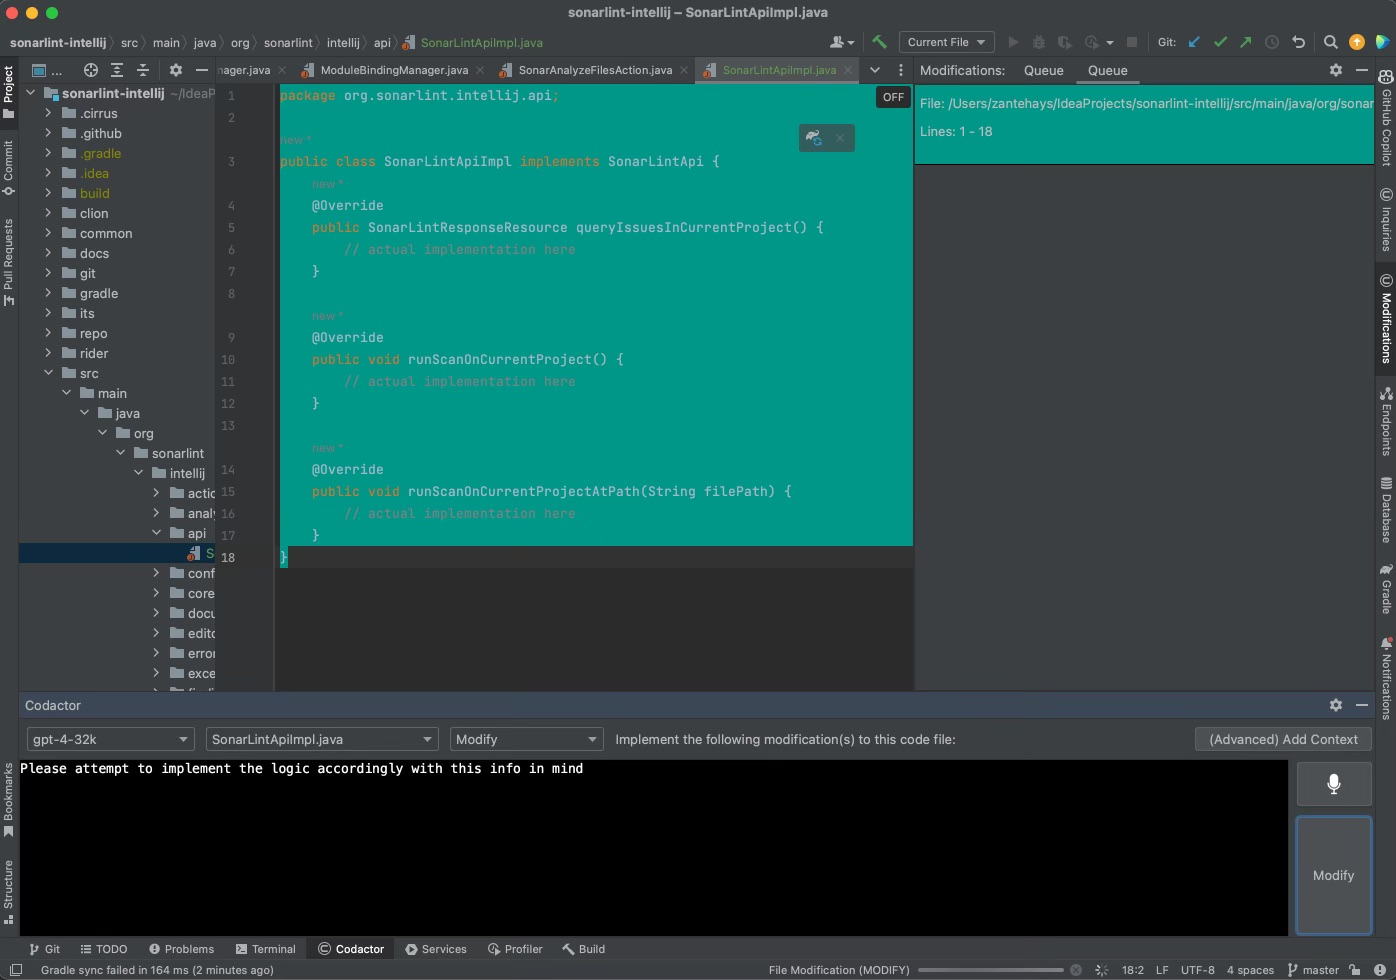 sonarlint-intellij – SonarLintApiImpl.java
sonarlint-intellij src main java org sonarlint intellij api SonarLintApiImpl.java Current File Git:
Project
Commit
Pull Requests
Bookmarks
Structure
...
nager.java ModuleBindingManager.java SonarAnalyzeFilesAction.java SonarLintApiImpl.java
Modifications: Queue Queue
sonarlint-intellij ~/IdeaP
.cirrus
.github
.gradle
.idea
build
clion
common
docs
git
gradle
its
repo
rider
src
main
java
org
sonarlint
intellij
actic
analy
api
S
conf
core
docu
edito
error
exce
OFF
1 package org.sonarlint.intellij.api;
2
new *
3 public class SonarLintApiImpl implements SonarLintApi {
new *
4 @Override
5 public SonarLintResponseResource queryIssuesInCurrentProject() {
6 // actual implementation here
7 }
8
new *
9 @Override
10 public void runScanOnCurrentProject() {
11 // actual implementation here
12 }
13
new *
14 @Override
15 public void runScanOnCurrentProjectAtPath(String filePath) {
16 // actual implementation here
17 }
18 }
File: /Users/zantehays/IdeaProjects/sonarlint-intellij/src/main/java/org/sonar
Lines: 1 - 18
GitHub Copilot
Inquiries
Modifications
Endpoints
Database
Gradle
Notifications
Codactor
gpt-4-32k SonarLintApiImpl.java Modify Implement the following modification(s) to this code file: (Advanced) Add Context
Please attempt to implement the logic accordingly with this info in mind
Modify
Git TODO Problems Terminal Codactor Services Profiler Build
Gradle sync failed in 164 ms (2 minutes ago) File Modification (MODIFY) 18:2 LF UTF-8 4 spaces master